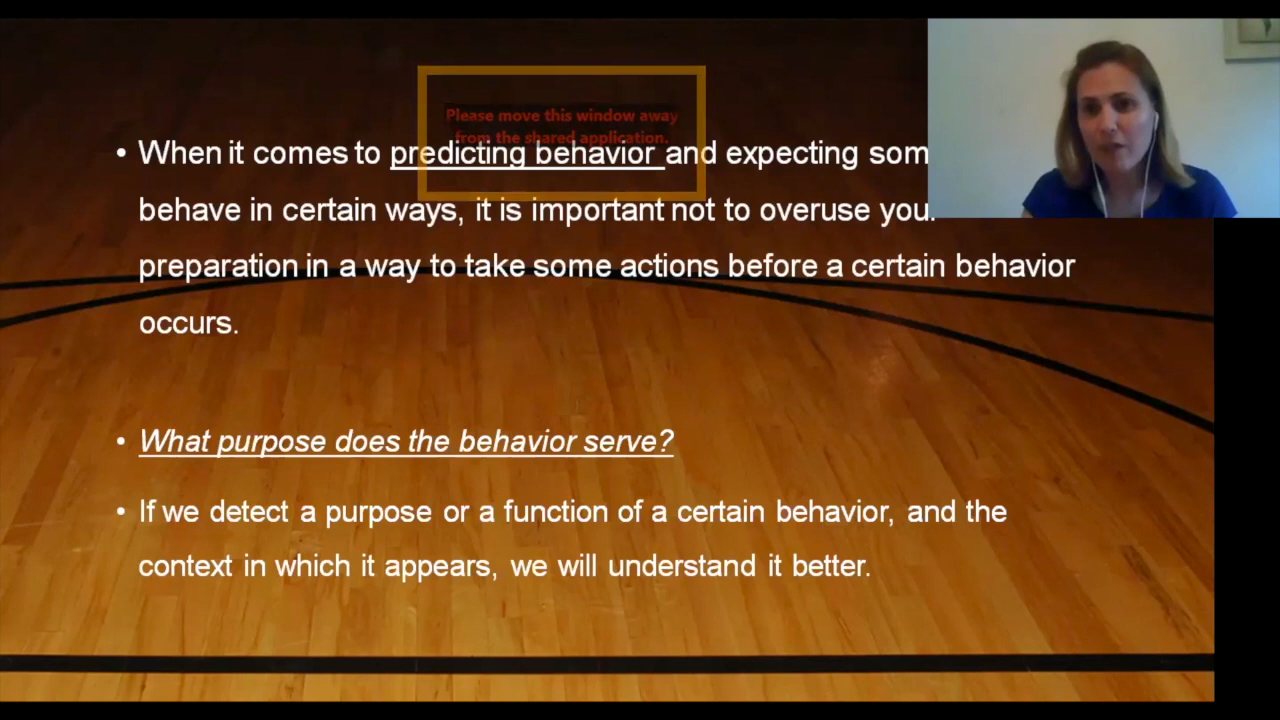 Please move this window away
from the shared application.
• When it comes to predicting behavior and expecting som
behave in certain ways, it is important not to overuse you
preparation in a way to take some actions before a certain behavior
occurs.
• What purpose does the behavior serve?
• If we detect a purpose or a function of a certain behavior, and the
context in which it appears, we will understand it better.